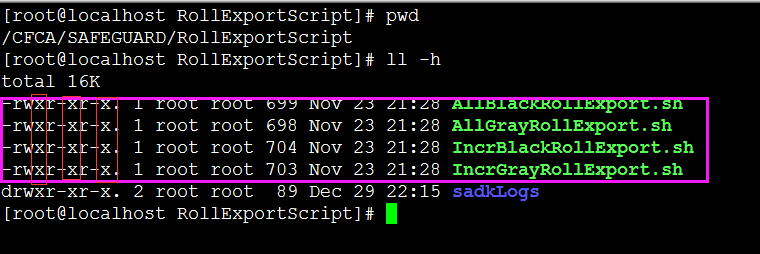 [root@localhost RollExportScript]# pwd
/CFCA/SAFEGUARD/RollExportScript
[root@localhost RollExportScript]# ll -h
total 16K
-rwxr-xr-x. 1 root root 699 Nov 23 21:28 AllBlackRollExport.sh
-rwxr-xr-x. 1 root root 698 Nov 23 21:28 AllGrayRollExport.sh
-rwxr-xr-x. 1 root root 704 Nov 23 21:28 IncrBlackRollExport.sh
-rwxr-xr-x. 1 root root 703 Nov 23 21:28 IncrGrayRollExport.sh
drwxr-xr-x. 2 root root  89 Dec 29 22:15 sadkLogs
[root@localhost RollExportScript]#